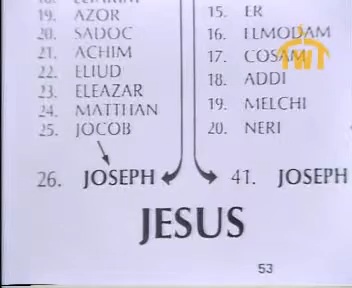 19. AZOR
20. SADOC
21. ACHIM
22. ELIUD
23. ELEAZAR
24. MATTHAN
25. JOCOB
26. JOSEPH
15. ER
16. ELMODAM
17. COSAM
18. ADDI
19. MELCHI
20. NERI
41. JOSEPH
JESUS
53